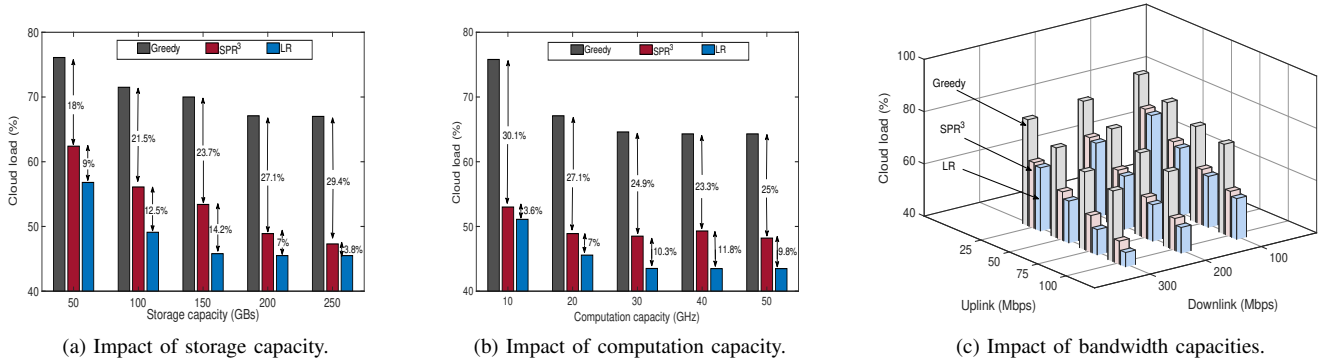 80
70
60
50
40
Cloud load (%)
Greedy SPR³ LR
18%
9%
21.5%
12.5%
23.7%
14.2%
27.1%
7%
29.4%
3.8%
50 100 150 200 250
Storage capacity (GBs)
(a) Impact of storage capacity.
80
70
60
50
40
Cloud load (%)
Greedy SPR³ LR
30.1%
3.6%
27.1%
7%
24.9%
10.3%
23.3%
11.8%
25%
9.8%
10 20 30 40 50
Computation capacity (GHz)
(b) Impact of computation capacity.
100
80
60
40
Cloud load (%)
Greedy
SPR³
LR
25
50
75
100
Uplink (Mbps)
300
200
100
Downlink (Mbps)
(c) Impact of bandwidth capacities.